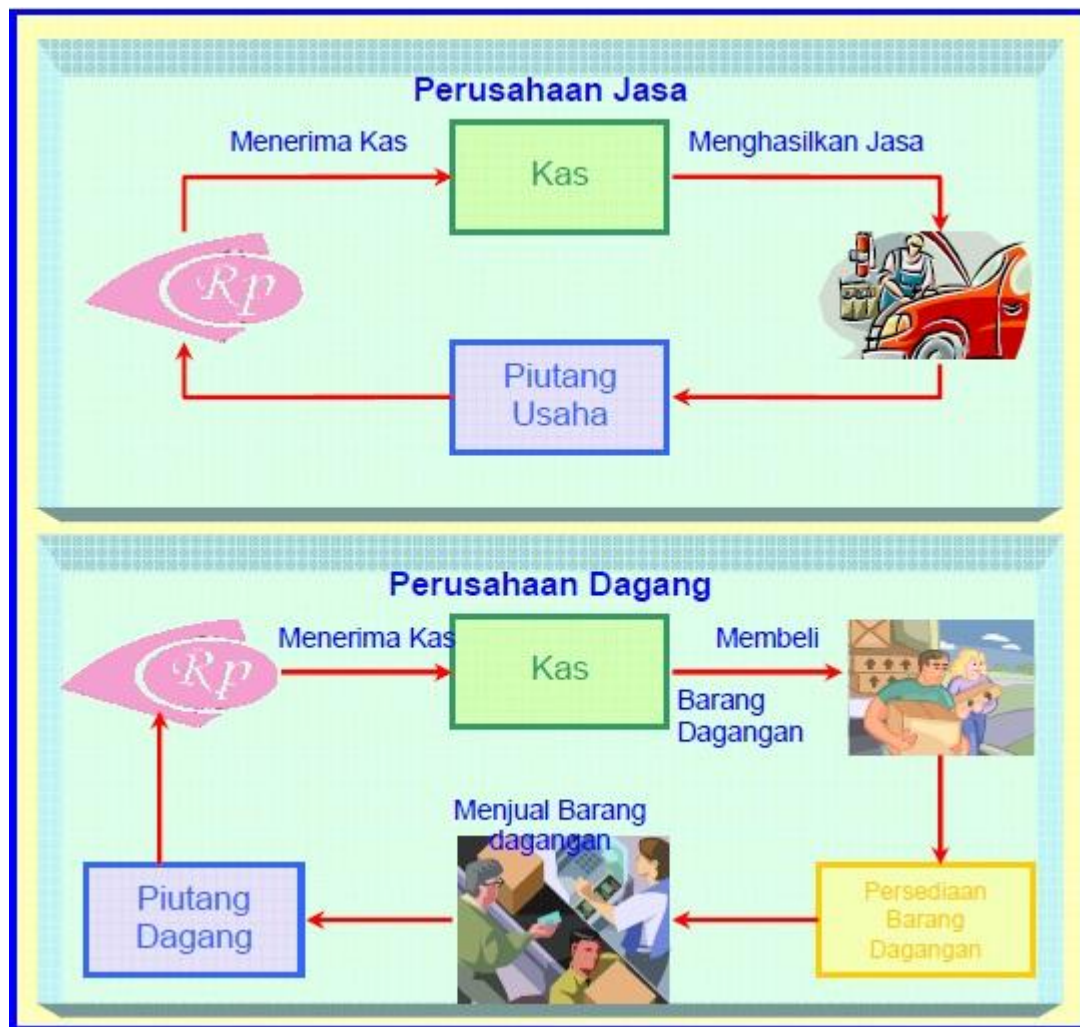 Perusahaan Jasa
Menerima Kas
Kas
Menghasilkan Jasa
Rp
Piutang
Usaha
Perusahaan Dagang
Rp
Menerima Kas
Kas
Membeli
Barang
Dagangan
Menjual Barang
dagangan
Piutang
Dagang
Persediaan
Barang
Dagangan